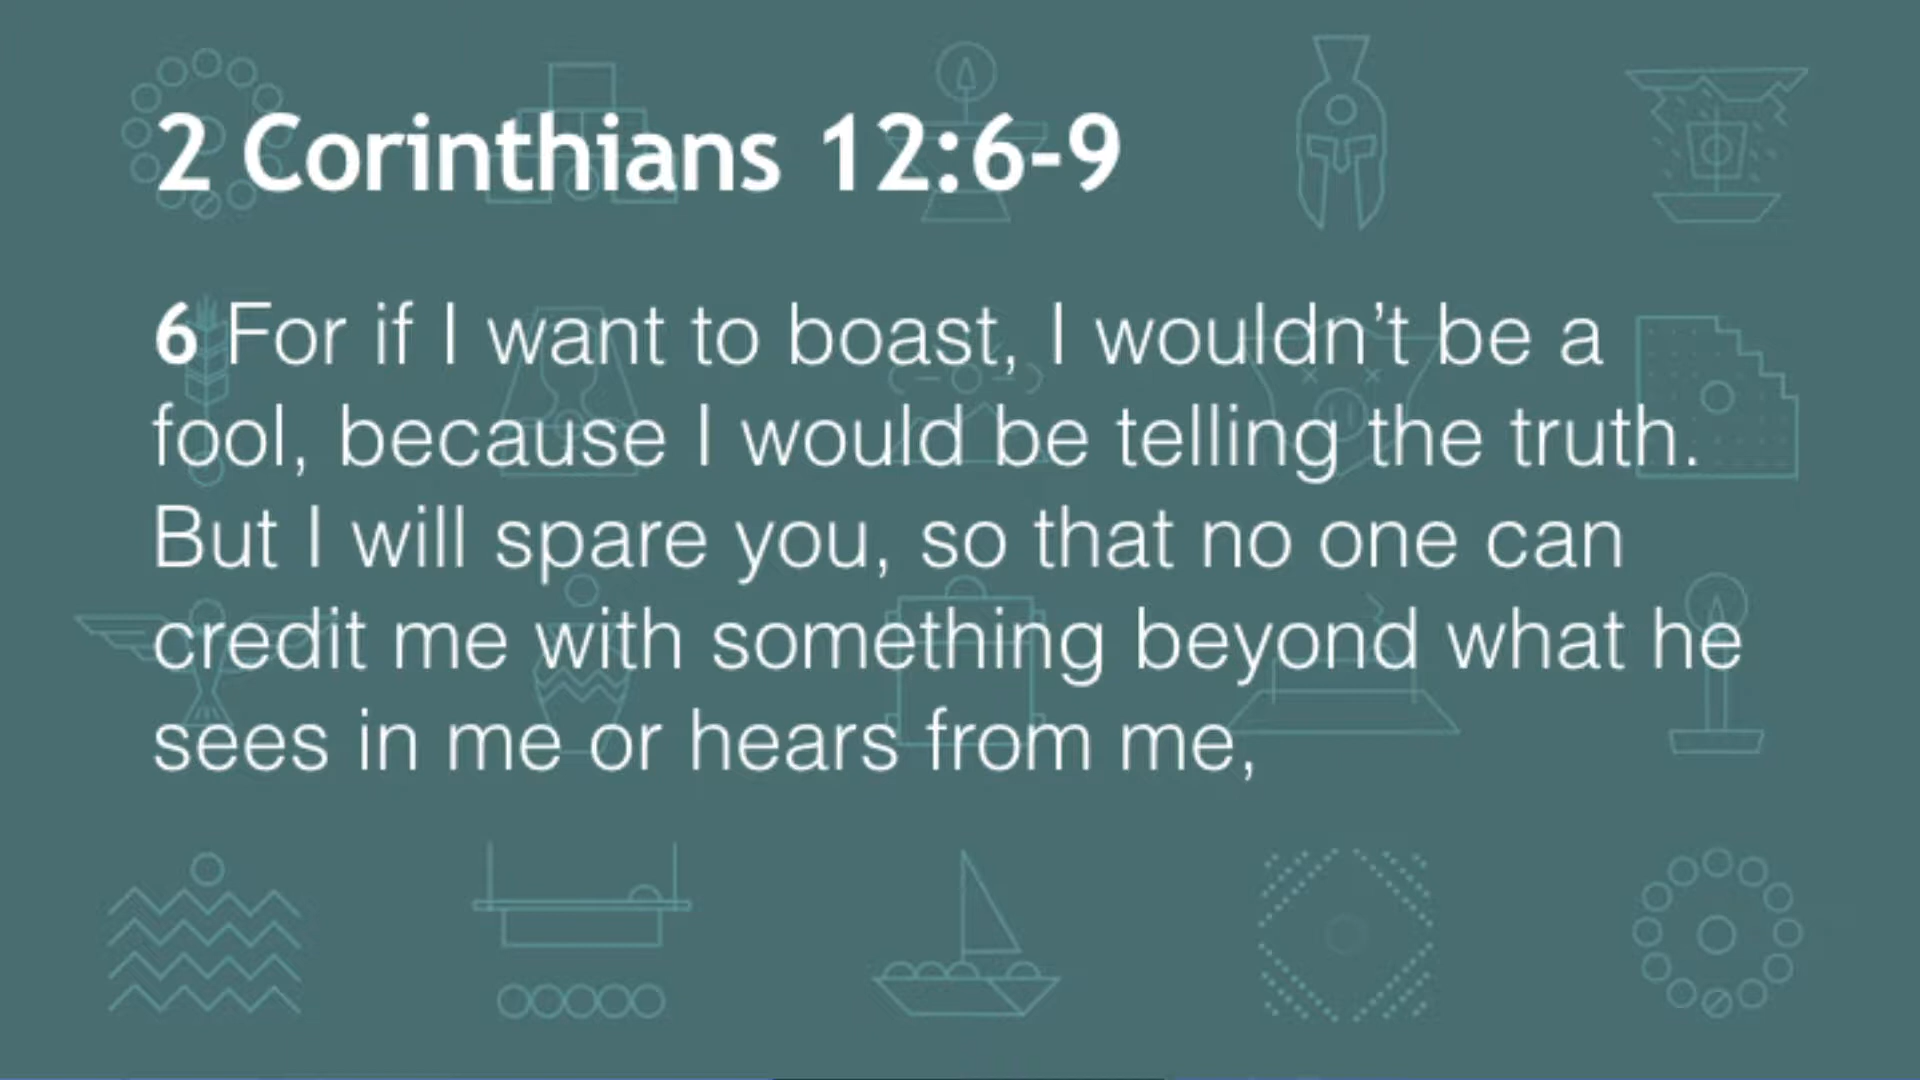 2 Corinthians 12:6-9
6 For if I want to boast, I wouldn’t be a
fool, because I would be telling the truth.
But I will spare you, so that no one can
credit me with something beyond what he
sees in me or hears from me,